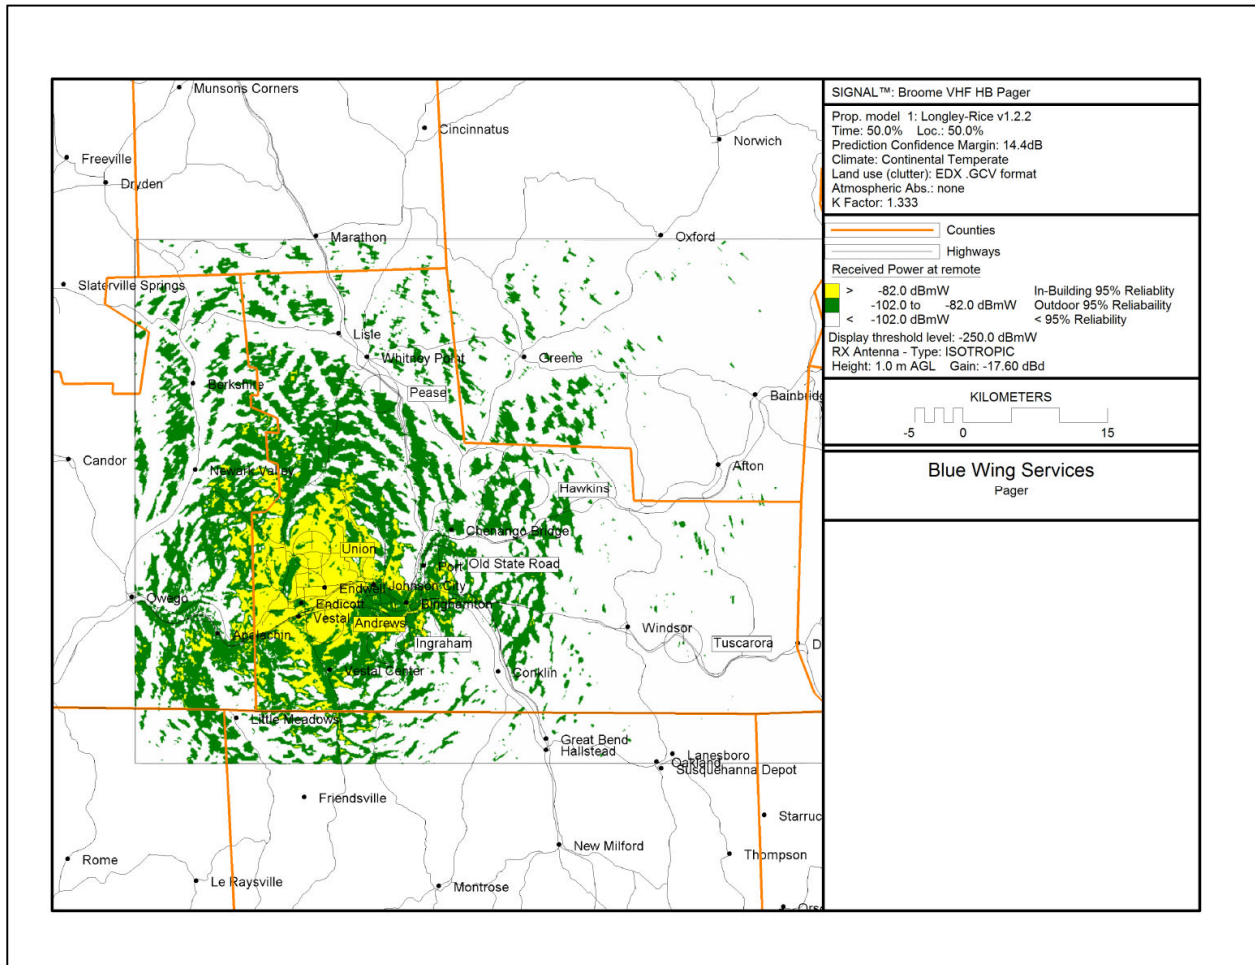 Munsons Corners
Cincinnatus
Norwich
Freeville
Dryden
Marathon
Oxford
Slaterville Springs
Lisle
Whitney Point
Greene
Berkshire
Pease
Bainbridg
Candor
Newark Valley
Afton
Hawkins
Chenango Bridge
Union
Port
Old State Road
Endwell
Johnson City
Owego
Endicott
Binghamton
Vestal
Andrews
Apalachin
Windsor
Ingraham
Tuscarora
D
Vestal Center
Conklin
Little Meadows
Great Bend
Hallstead
Lanesboro
Oakland
Susquehanna Depot
Friendsville
Starruc
New Milford
Thompson
Rome
Le Raysville
Montrose
Orso
SIGNAL™: Broome VHF HB Pager
Prop. model 1: Longley-Rice v1.2.2
Time: 50.0% Loc.: 50.0%
Prediction Confidence Margin: 14.4dB
Climate: Continental Temperate
Land use (clutter): EDX .GCV format
Atmospheric Abs.: none
K Factor: 1.333
Counties
Highways
Received Power at remote
> -82.0 dBmW In-Building 95% Reliablity
-102.0 to -82.0 dBmW Outdoor 95% Reliabaility
< -102.0 dBmW < 95% Reliability
Display threshold level: -250.0 dBmW
RX Antenna - Type: ISOTROPIC
Height: 1.0 m AGL Gain: -17.60 dBd
KILOMETERS
-5 0 15
Blue Wing Services
Pager